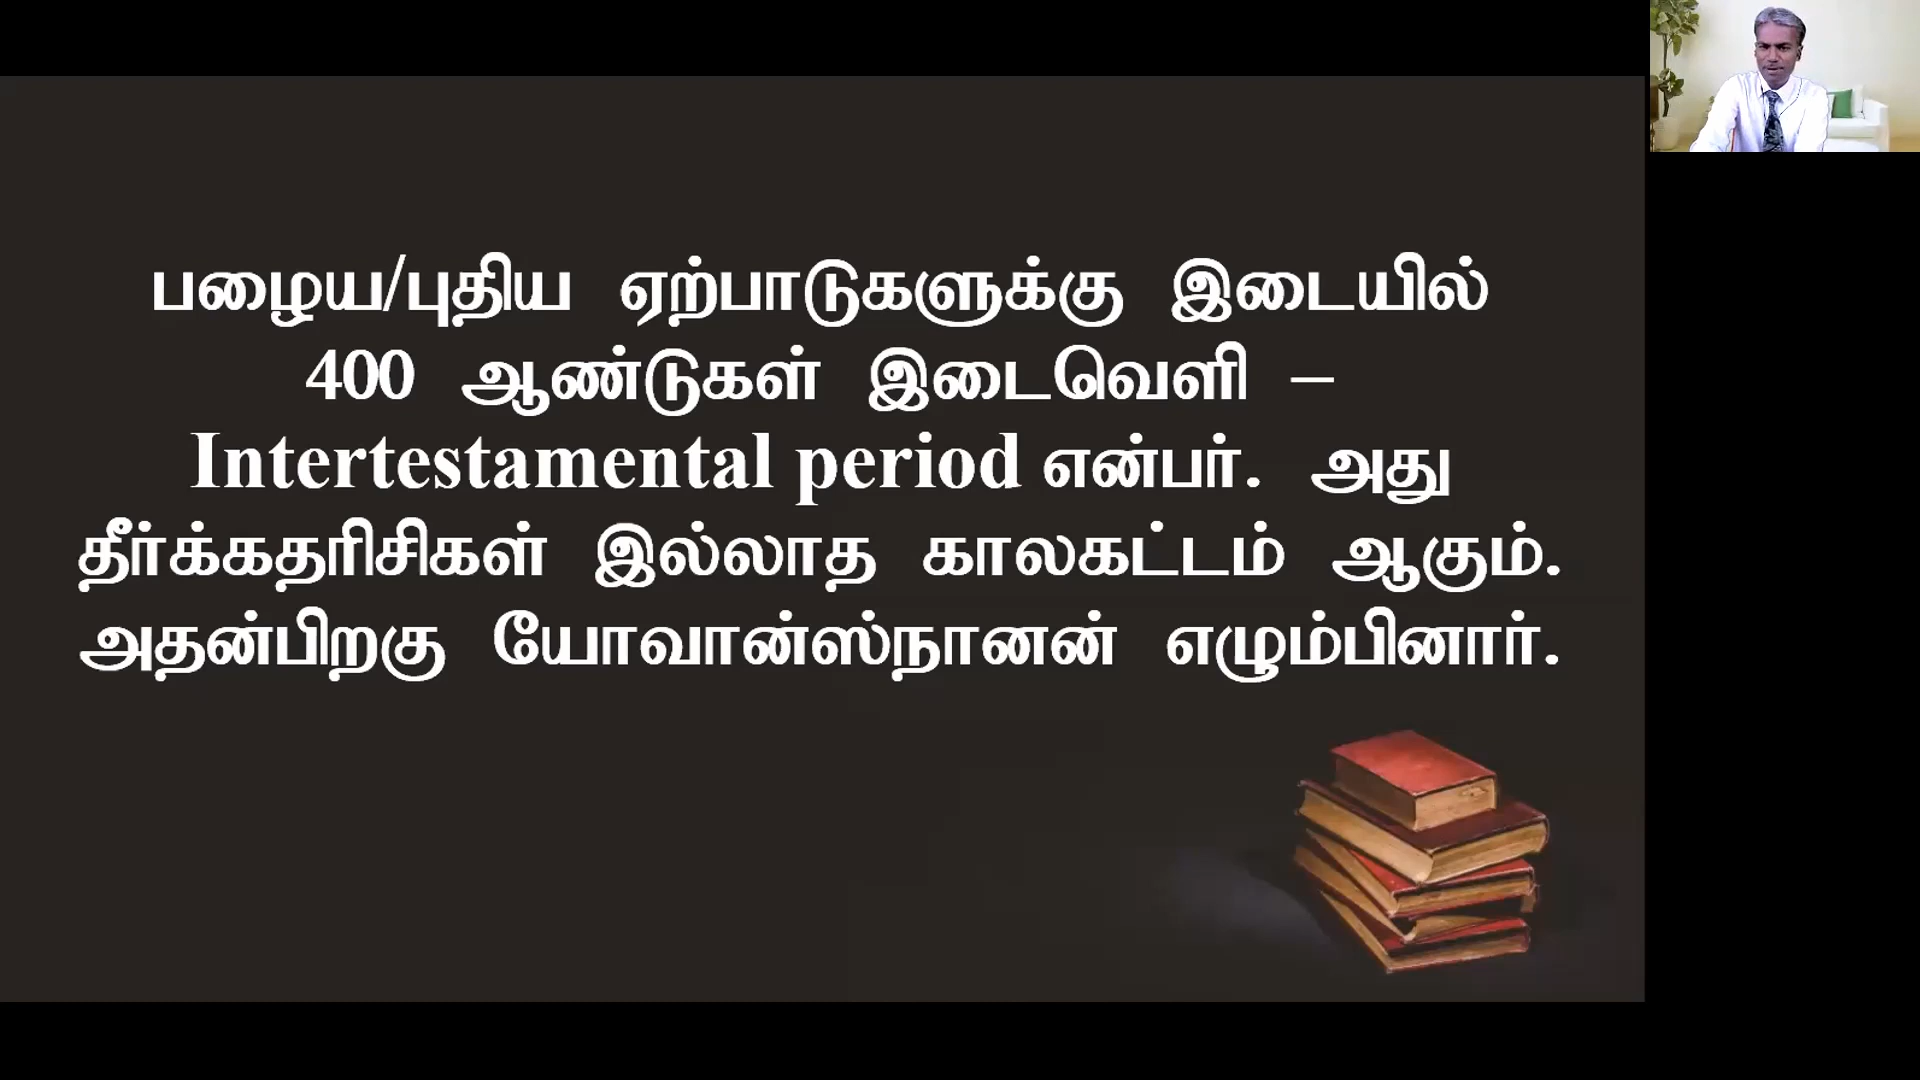 பழைய/புதிய ஏற்பாடுகளுக்கு இடையில்
400 ஆண்டுகள் இடைவெளி –
Intertestamental period என்பர். அது
தீர்க்கதரிசிகள் இல்லாத காலகட்டம் ஆகும்.
அதன்பிறகு யோவான்ஸ்நானன் எழும்பினார்.